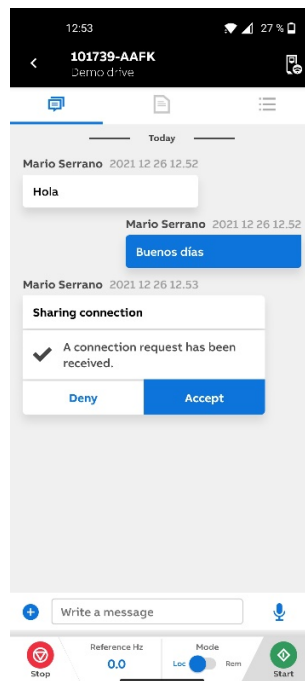 12:53
27 %
101739-AAFK
Demo drive
Today
Mario Serrano 2021 12 26 12.52
Hola
Mario Serrano 2021 12 26 12.52
Buenos días
Mario Serrano 2021 12 26 12.53
Sharing connection
A connection request has been
received.
Deny
Accept
Write a message
Reference Hz
Mode
0.0
Loc
Rem
Stop
Start